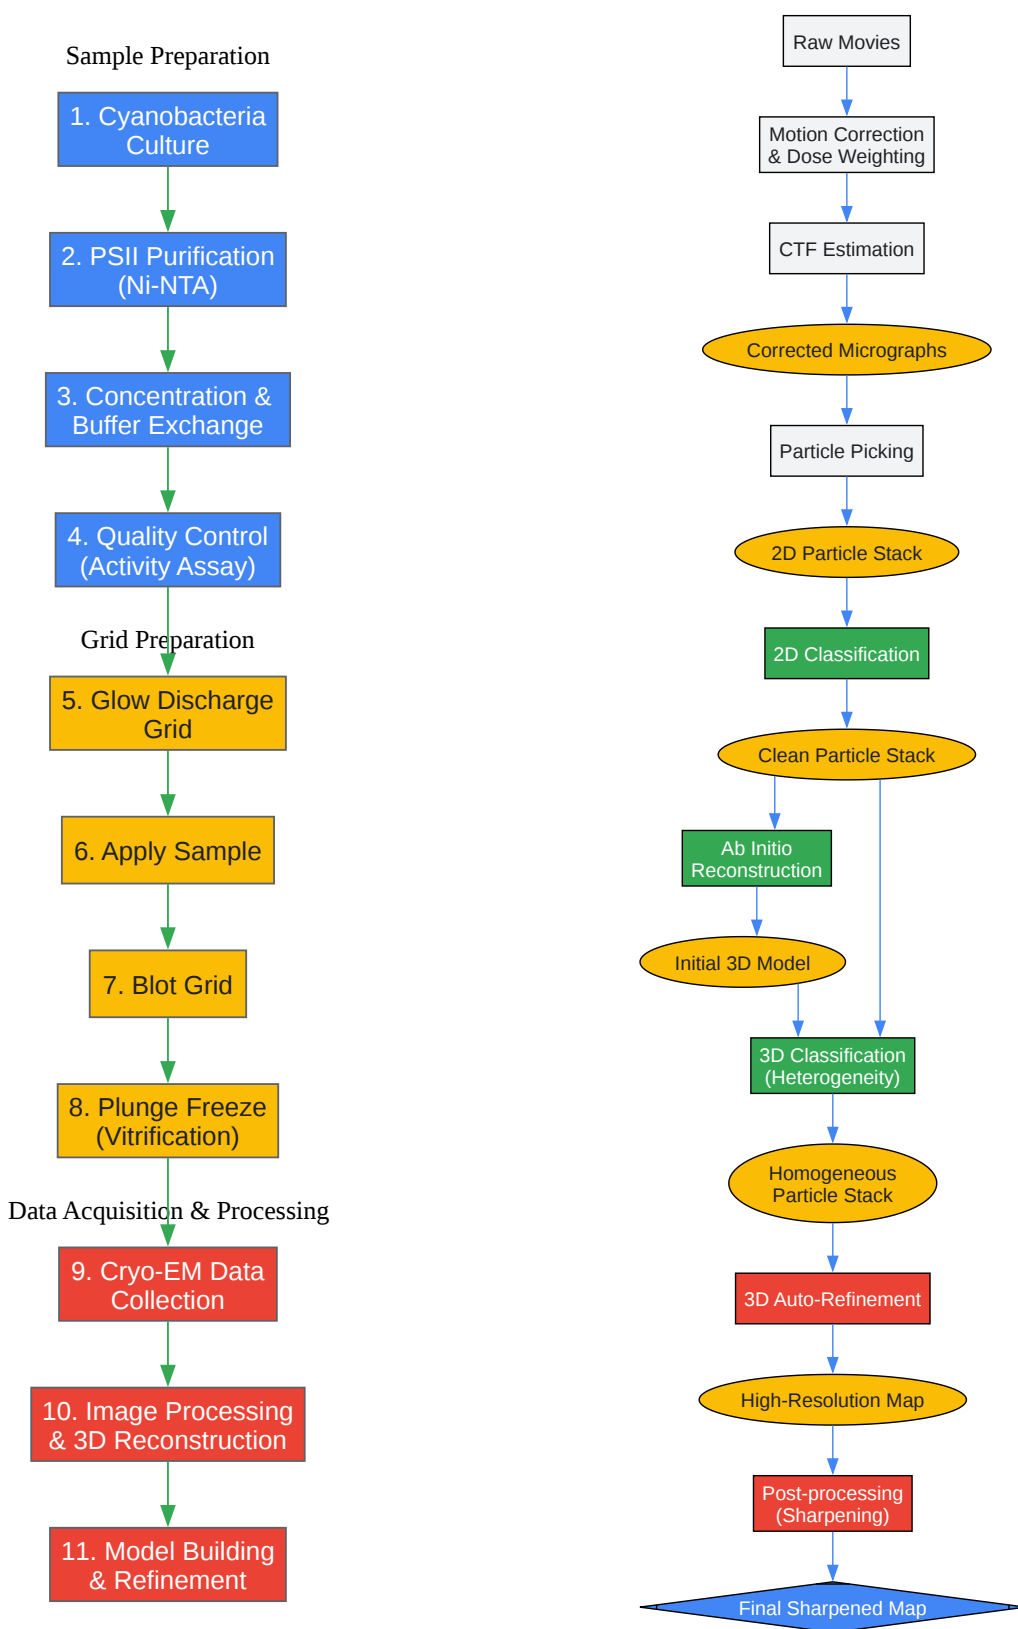 Sample Preparation
1. Cyanobacteria
Culture
2. PSII Purification
(Ni-NTA)
3. Concentration &
Buffer Exchange
4. Quality Control
(Activity Assay)
Grid Preparation
5. Glow Discharge
Grid
6. Apply Sample
7. Blot Grid
8. Plunge Freeze
(Vitrification)
Data Acquisition & Processing
9. Cryo-EM Data
Collection
10. Image Processing
& 3D Reconstruction
11. Model Building
& Refinement
Raw Movies
Motion Correction
& Dose Weighting
CTF Estimation
Corrected Micrographs
Particle Picking
2D Particle Stack
2D Classification
Clean Particle Stack
Ab Initio
Reconstruction
Initial 3D Model
3D Classification
(Heterogeneity)
Homogeneous
Particle Stack
3D Auto-Refinement
High-Resolution Map
Post-processing
(Sharpening)
Final Sharpened Map